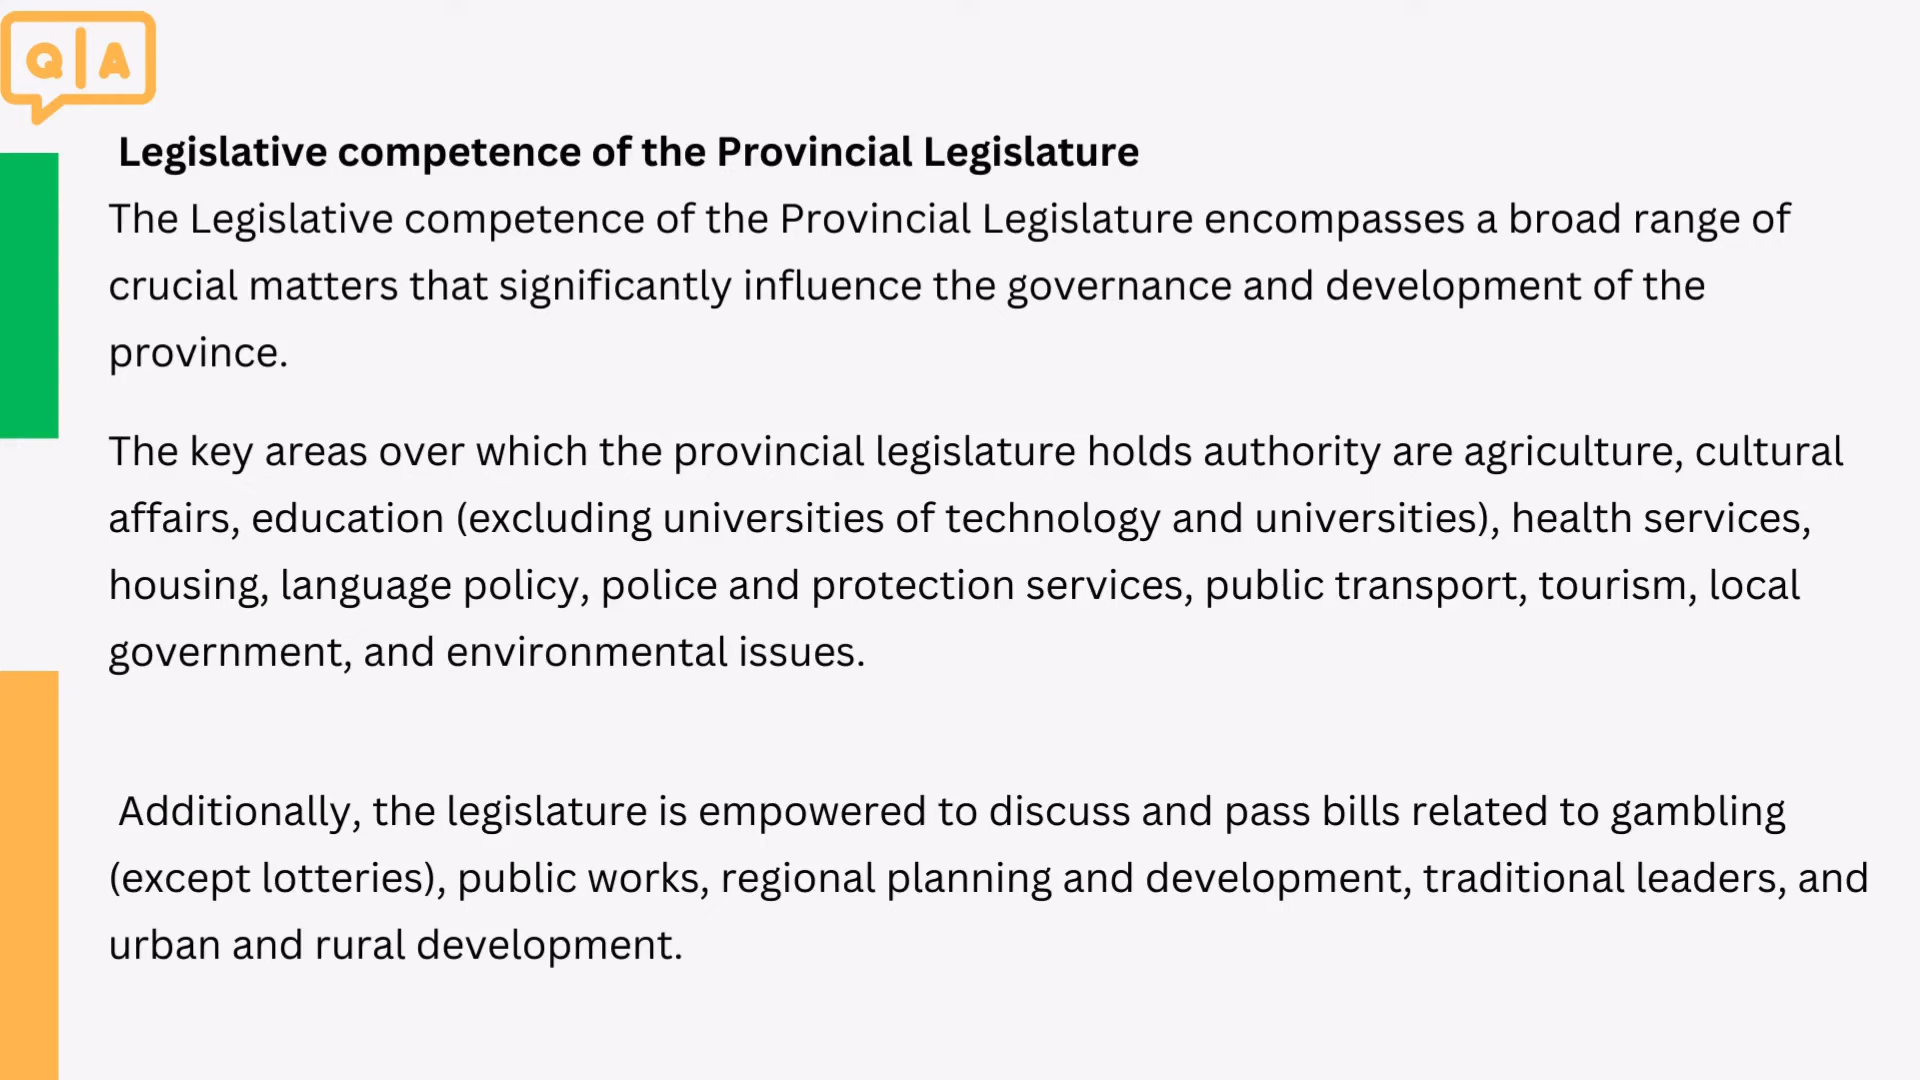 Q|A
Legislative competence of the Provincial Legislature
The Legislative competence of the Provincial Legislature encompasses a broad range of
crucial matters that significantly influence the governance and development of the
province.
The key areas over which the provincial legislature holds authority are agriculture, cultural
affairs, education (excluding universities of technology and universities), health services,
housing, language policy, police and protection services, public transport, tourism, local
government, and environmental issues.
Additionally, the legislature is empowered to discuss and pass bills related to gambling
(except lotteries), public works, regional planning and development, traditional leaders, and
urban and rural development.